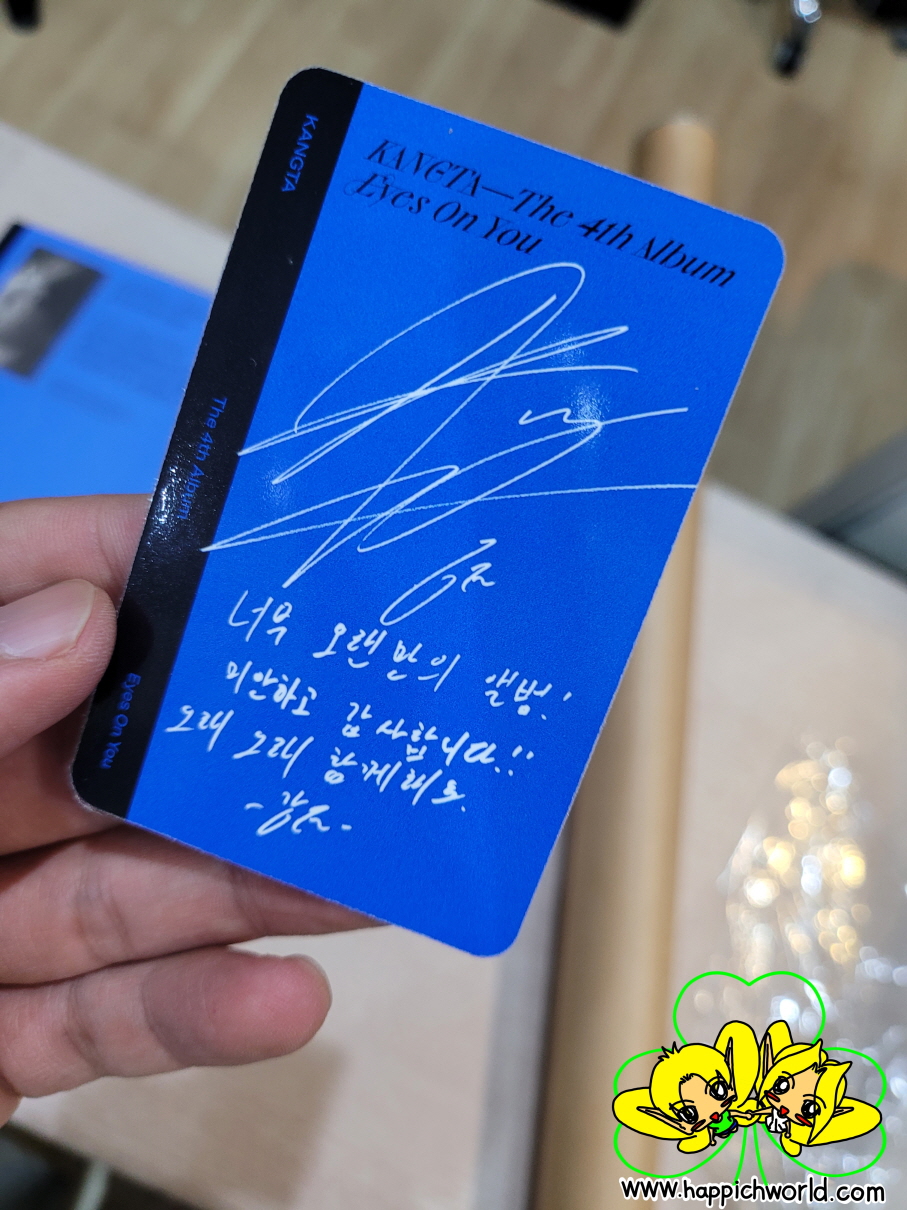 KANGTA
The 4th Album
Eyes On You
KANGTA—The 4th Album
Eyes On You
너무 오랜만의 앨범!
미안하고 감사합니다!!
오래 오래 함께해요.
-강타-
www.happichworld.com